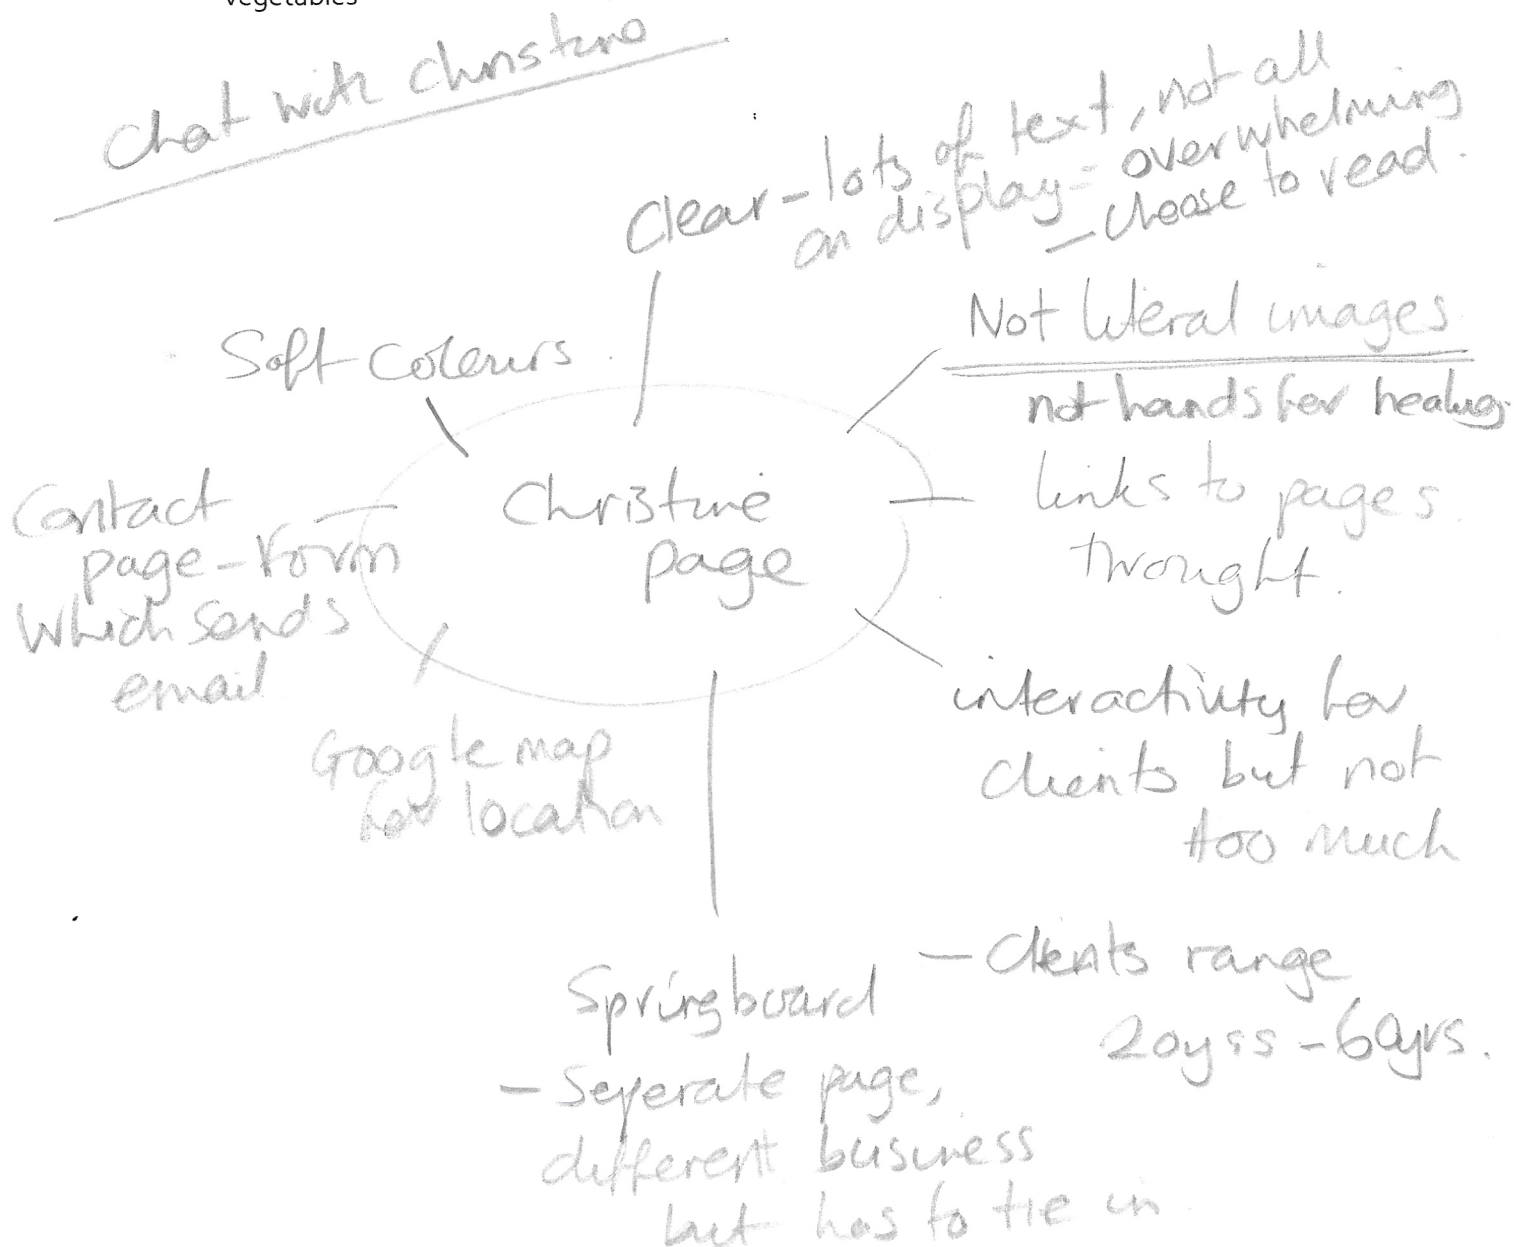 vegetables
Chat with Christine
Clear - lots of text, not all
on display = overwhelming
- choose to read.
Soft colours
Not literal images
not hands for healing.
Christine
page
links to pages
throught.
Contact
page - form
which sends
email
interactivity for
clients but not
too much
Google map
for location
Springboard
- Clients range
20yrs - 60yrs.
- Seperate page,
different business
but has to tie in